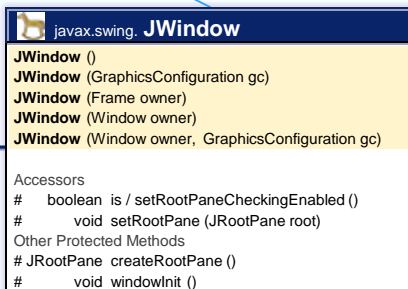 javax.swing. JWindow
JWindow ()
JWindow (GraphicsConfiguration gc)
JWindow (Frame owner)
JWindow (Window owner)
JWindow (Window owner, GraphicsConfiguration gc)
Accessors
# boolean is / setRootPaneCheckingEnabled ()
# void setRootPane (JRootPane root)
Other Protected Methods
# JRootPane createRootPane ()
# void windowInit ()